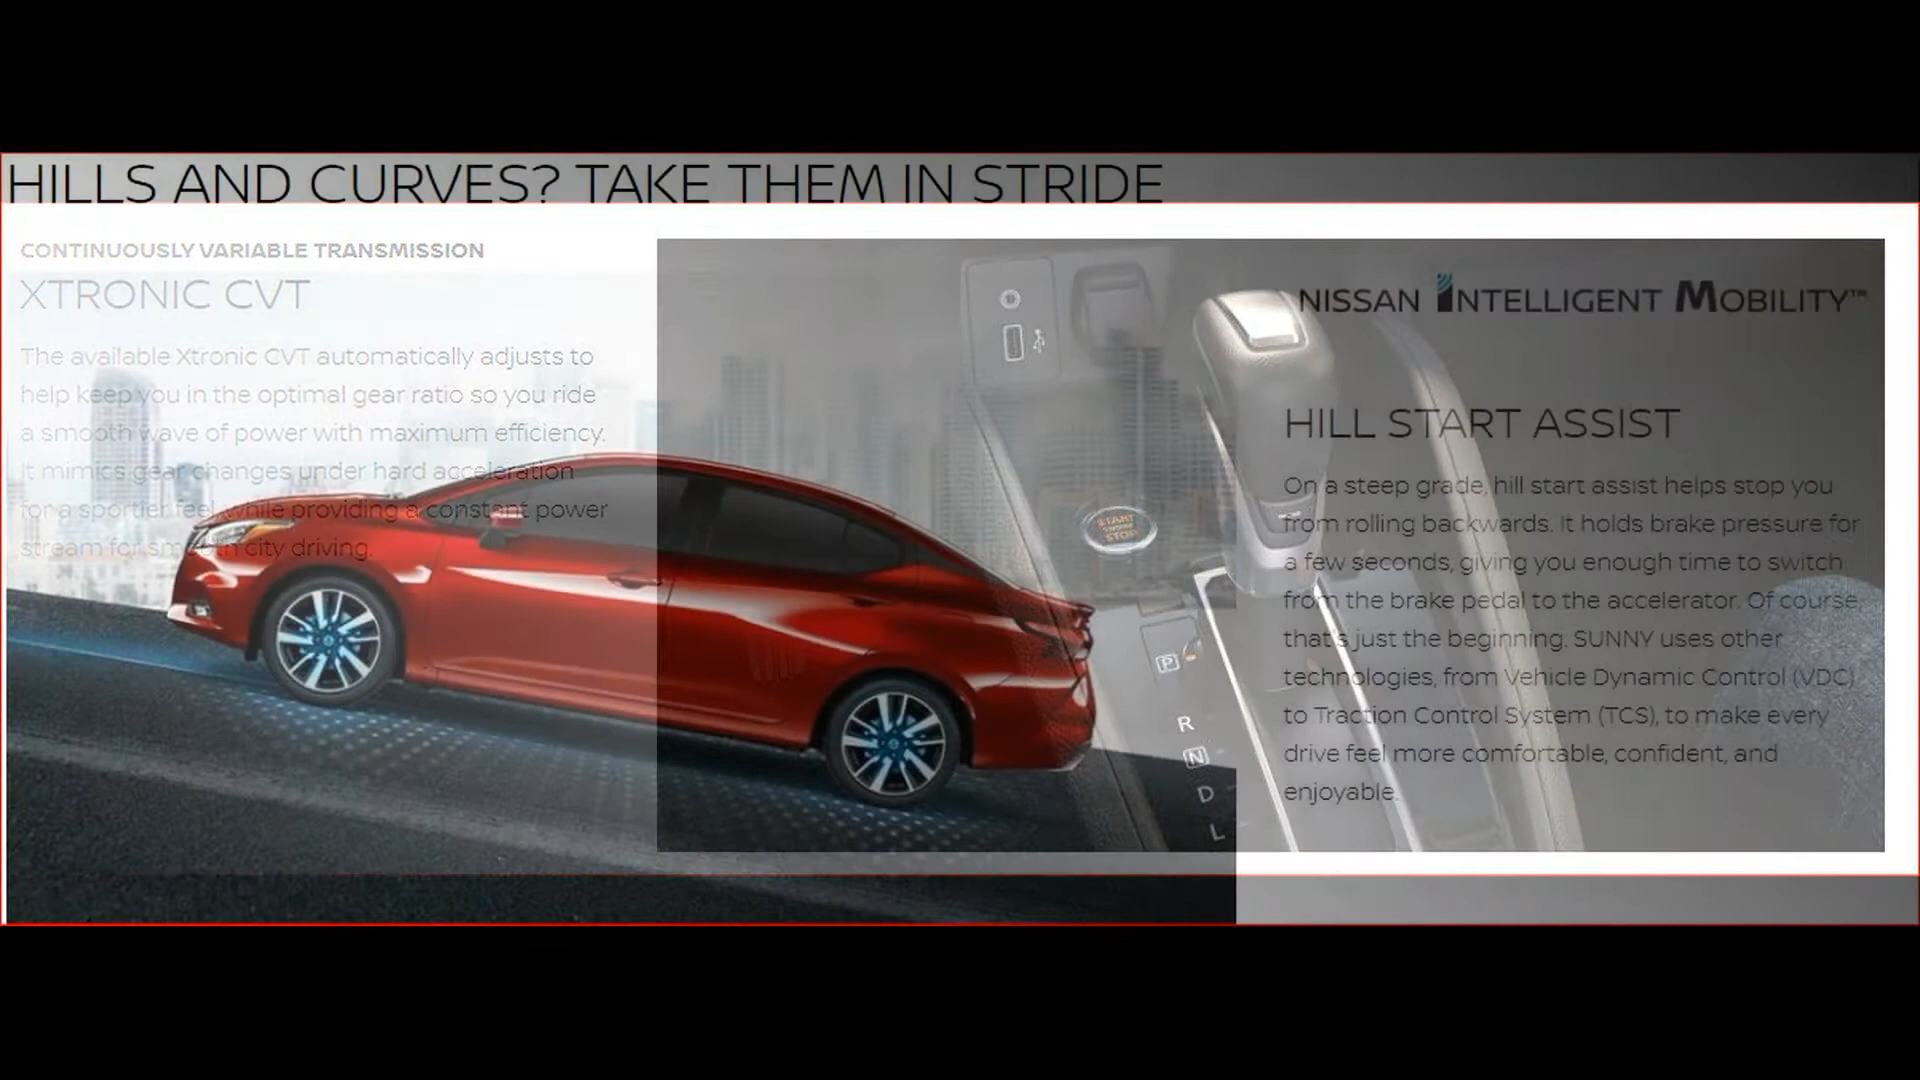 HILLS AND CURVES? TAKE THEM IN STRIDE
CONTINUOUSLY VARIABLE TRANSMISSION
XTRONIC CVT
The available Xtronic CVT automatically adjusts to
help keep you in the optimal gear ratio so you ride
a smooth wave of power with maximum efficiency.
It mimics gear changes under hard acceleration
for a sportier feel, while providing a constant power
stream for smooth city driving.
NISSAN INTELLIGENT MOBILITY™
HILL START ASSIST
On a steep grade, hill start assist helps stop you
from rolling backwards. It holds brake pressure for
a few seconds, giving you enough time to switch
from the brake pedal to the accelerator. Of course,
that's just the beginning. SUNNY uses other
technologies, from Vehicle Dynamic Control (VDC)
to Traction Control System (TCS), to make every
drive feel more comfortable, confident, and
enjoyable.
START
ENGINE
STOP
P
R
N
D
L